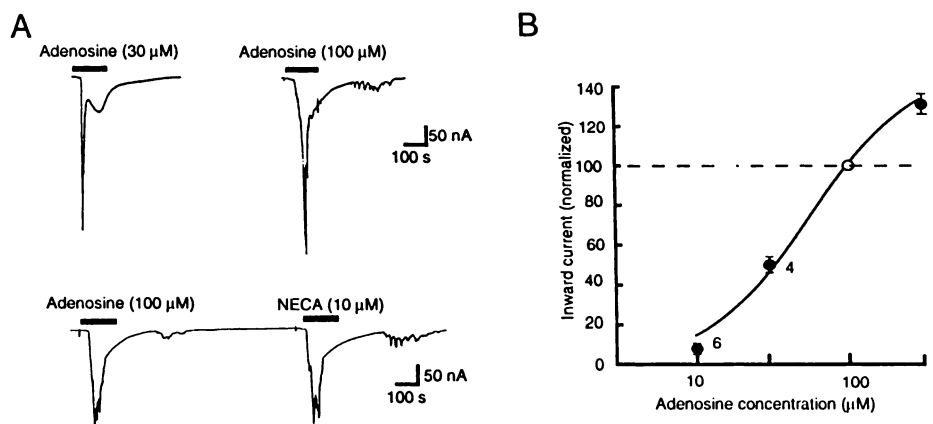 A
Adenosine (30 µM)
Adenosine (100 µM)
50 nA
100 s
Adenosine (100 µM)
NECA (10 µM)
50 nA
100 s
B
140
120
100
80
60
40
20
0
Inward current (normalized)
4
6
10
100
Adenosine concentration (µM)